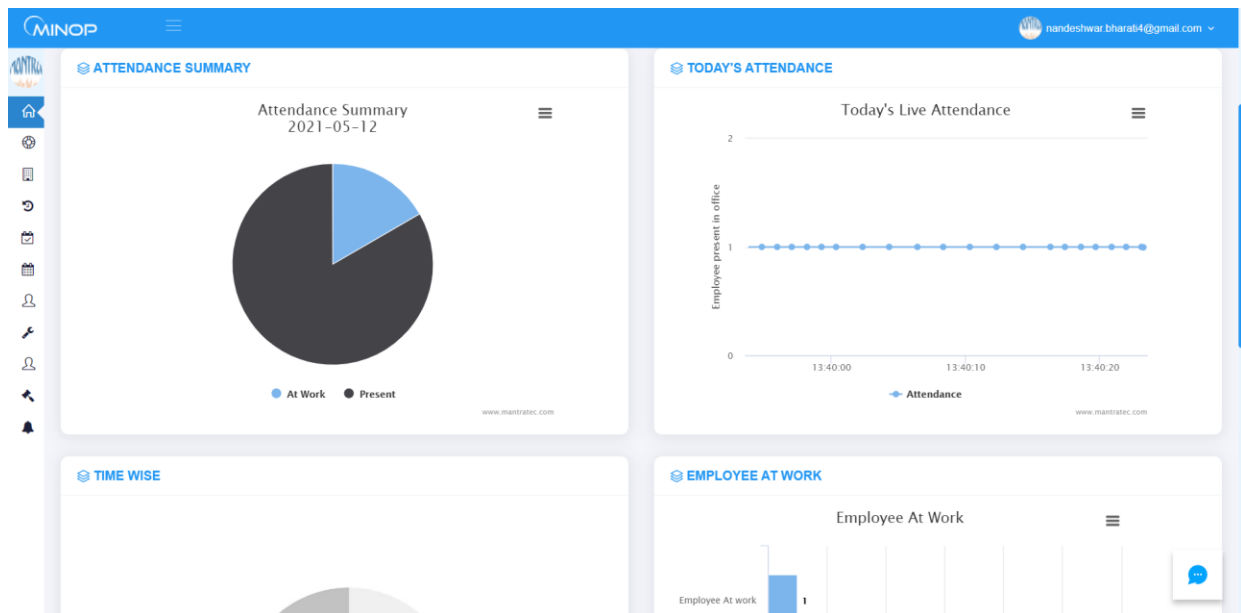 MINOP
nandeshwar.bharati4@gmail.com
MANTRA
ATTENDANCE SUMMARY
Attendance Summary
2021-05-12
At Work
Present
www.mantratec.com
TODAY'S ATTENDANCE
Today's Live Attendance
Employee present in office
2
1
0
13:40:00
13:40:10
13:40:20
Attendance
www.mantratec.com
TIME WISE
EMPLOYEE AT WORK
Employee At Work
Employee At work
1